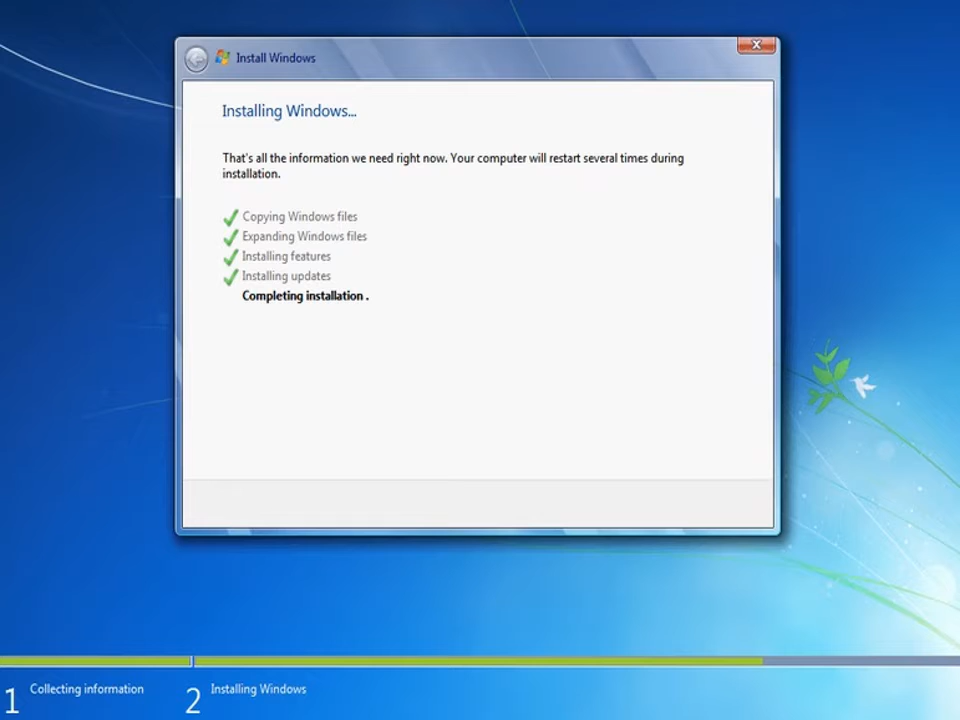 Install Windows
Installing Windows...
That's all the information we need right now. Your computer will restart several times during
installation.
Copying Windows files
Expanding Windows files
Installing features
Installing updates
Completing installation .
1 Collecting information
2 Installing Windows